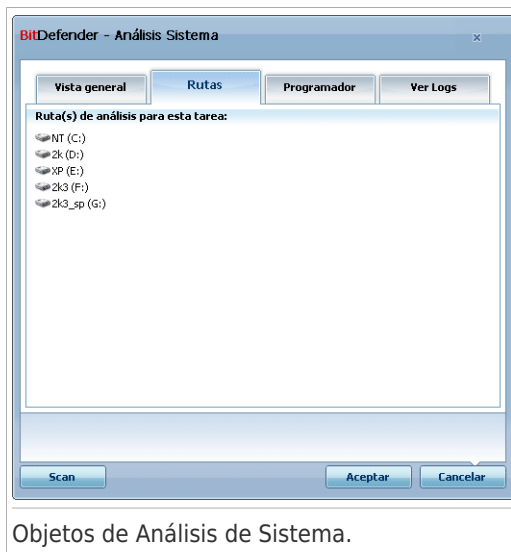 BitDefender - Análisis Sistema x
Vista general Rutas Programador Ver Logs
Ruta(s) de análisis para esta tarea:
NT (C:)
2k (D:)
XP (E:)
2k3 (F:)
2k3_sp (G:)
Scan Aceptar Cancelar
Objetos de Análisis de Sistema.